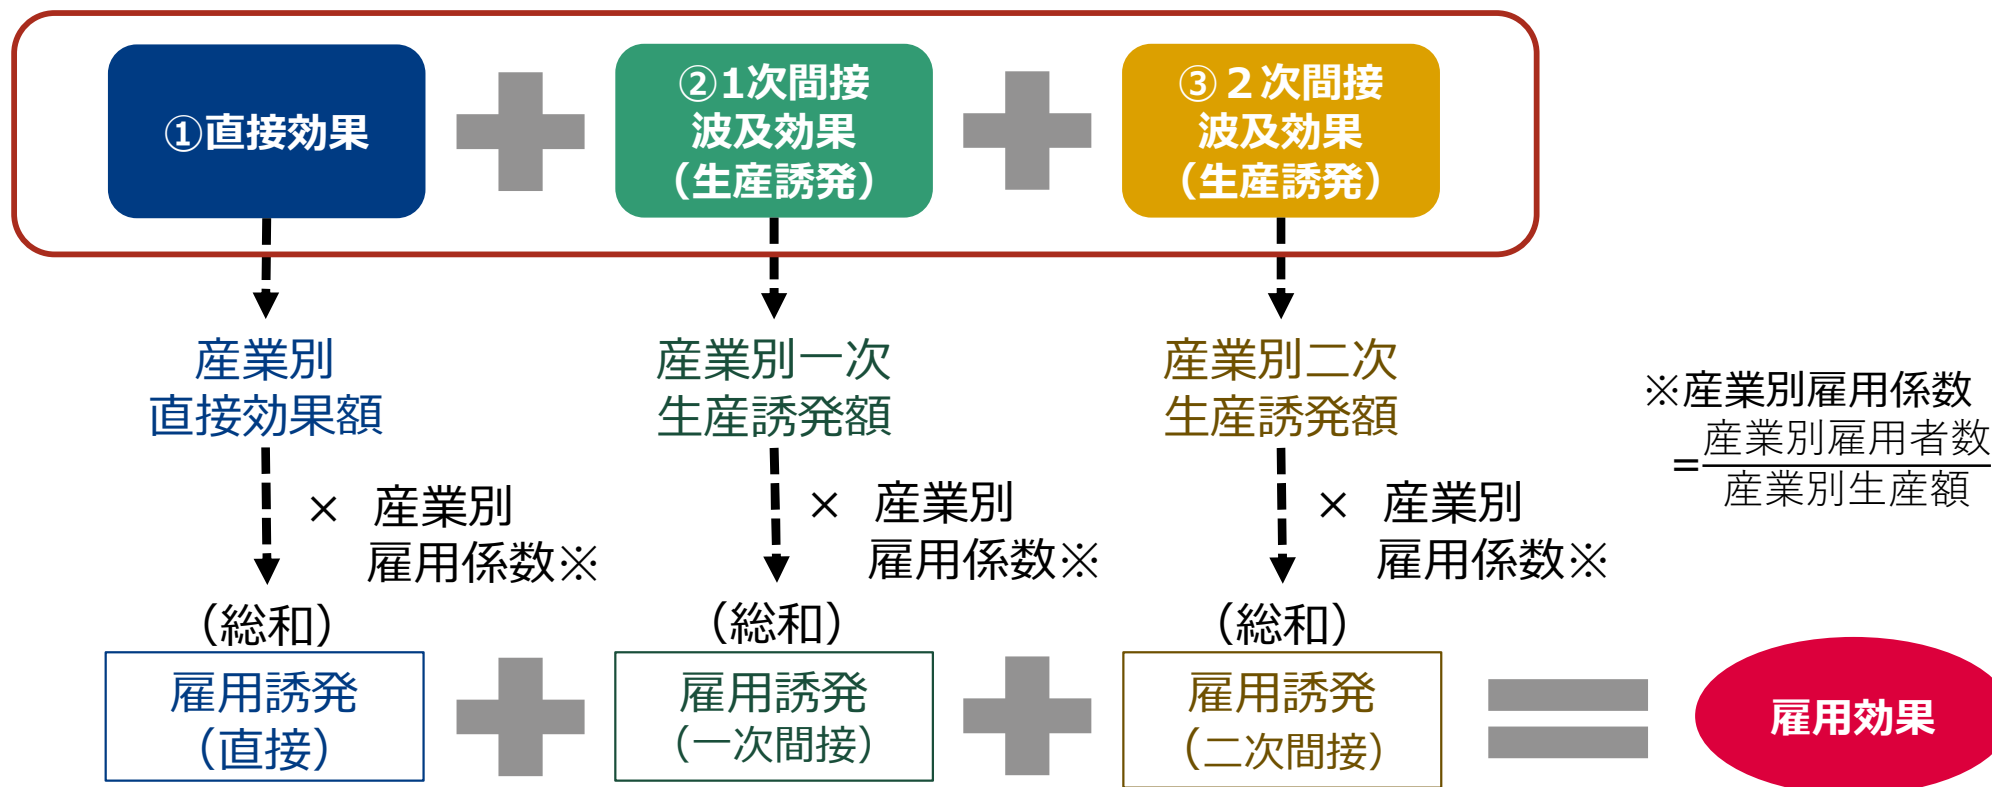 ①直接効果
②1次間接
波及効果
（生産誘発）
③２次間接
波及効果
（生産誘発）
産業別
直接効果額
産業別一次
生産誘発額
産業別二次
生産誘発額
※産業別雇用係数
=産業別雇用者数
産業別生産額
× 産業別
雇用係数※
× 産業別
雇用係数※
× 産業別
雇用係数※
（総和）
（総和）
（総和）
雇用誘発
（直接）
雇用誘発
（一次間接）
雇用誘発
（二次間接）
雇用効果